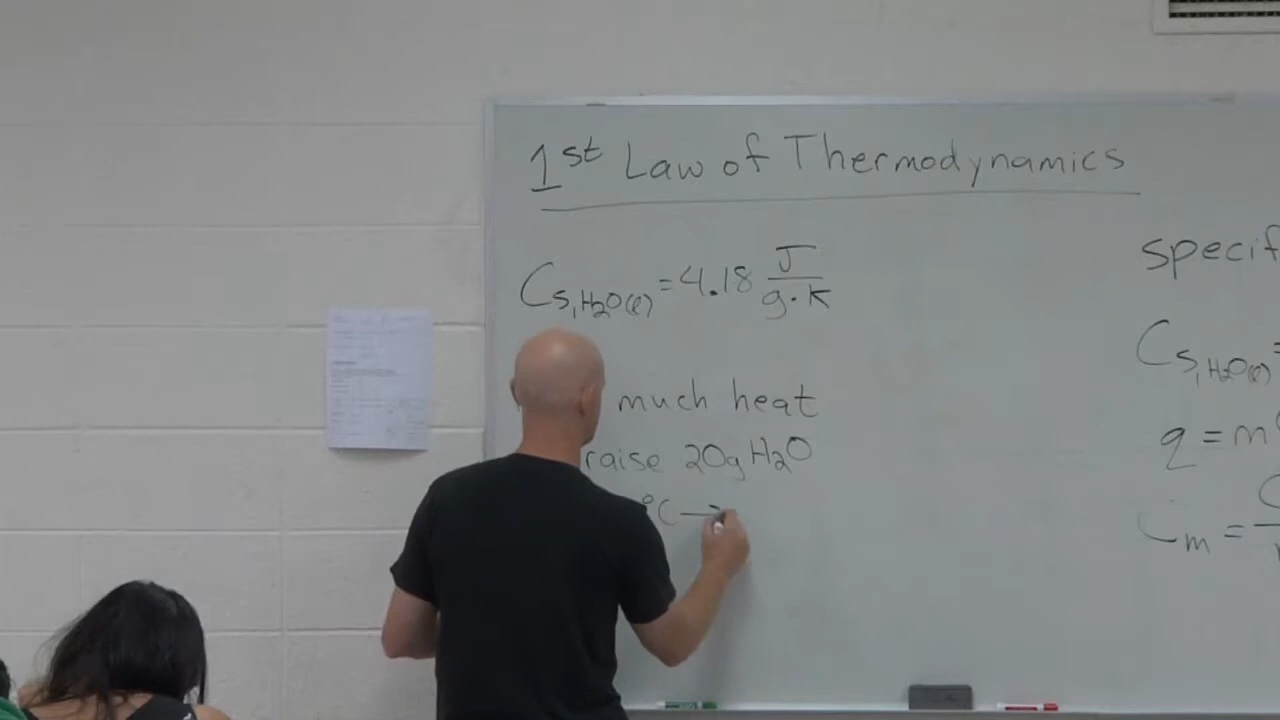 1st Law of Thermodynamics
Cs,H2O(l) = 4.18 J/g·K
much heat
raise 20g H2O
°C →
specif
Cs,H2O(l) =
q = m
Cm =